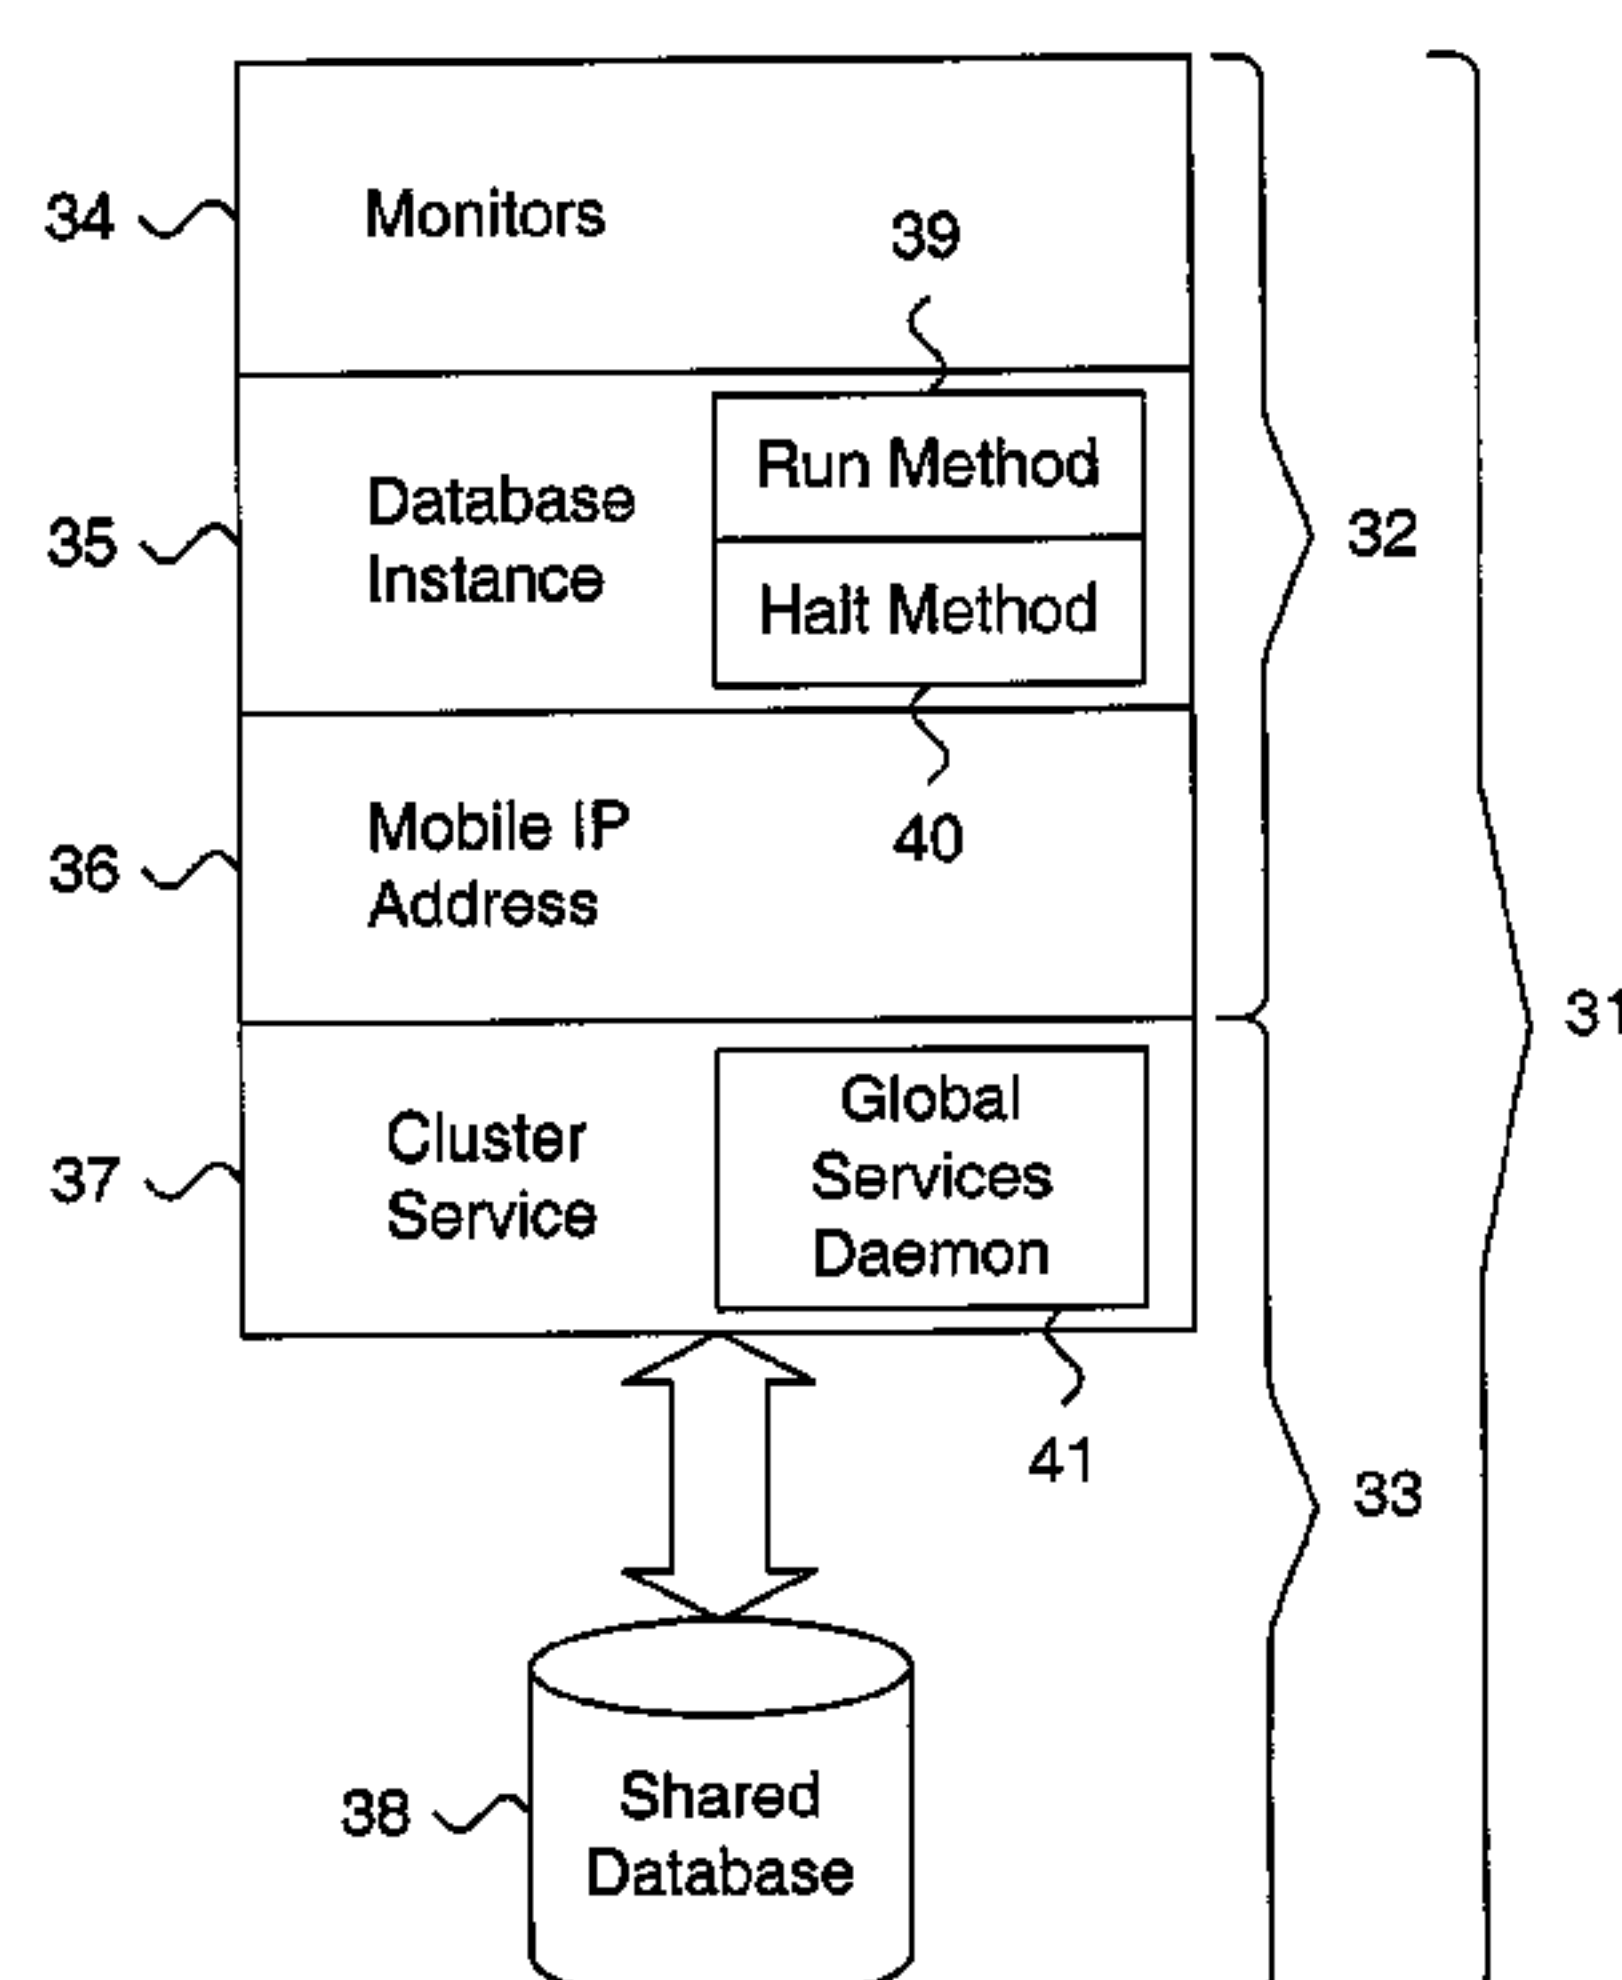 34
Monitors
39
Run Method
Database
Instance
35
32
Halt Method
Mobile IP
Address
36
40
31
Global
Services
Daemon
Cluster
Service
37
41
33
38
Shared
Database